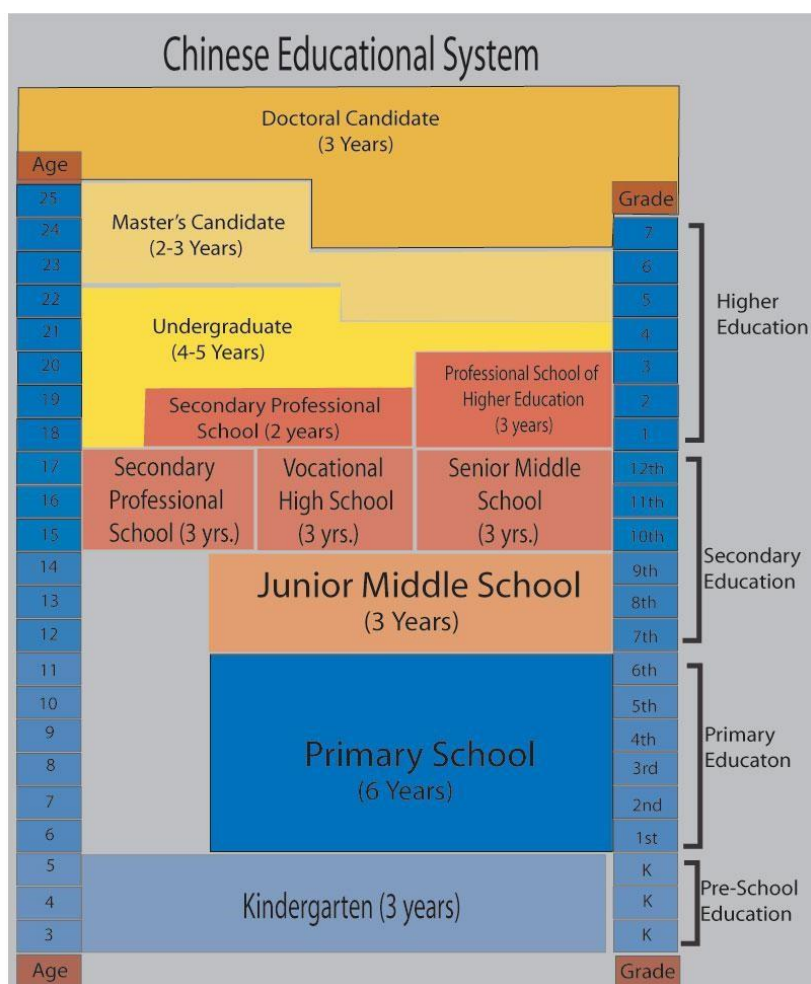 Chinese Educational System
Doctoral Candidate
(3 Years)
Age
Grade
25
24
23
22
21
20
19
18
17
16
15
14
13
12
11
10
9
8
7
6
5
4
3
Age
Master's Candidate
(2-3 Years)
Undergraduate
(4-5 Years)
Professional School of
Higher Education
(3 years)
Secondary Professional
School (2 years)
Secondary
Professional
School (3 yrs.)
Vocational
High School
(3 yrs.)
Senior Middle
School
(3 yrs.)
Junior Middle School
(3 Years)
Primary School
(6 Years)
Kindergarten (3 years)
7
6
5
4
3
2
1
12th
11th
10th
9th
8th
7th
6th
5th
4th
3rd
2nd
1st
K
K
K
Grade
Higher
Education
Secondary
Education
Primary
Educaton
Pre-School
Education